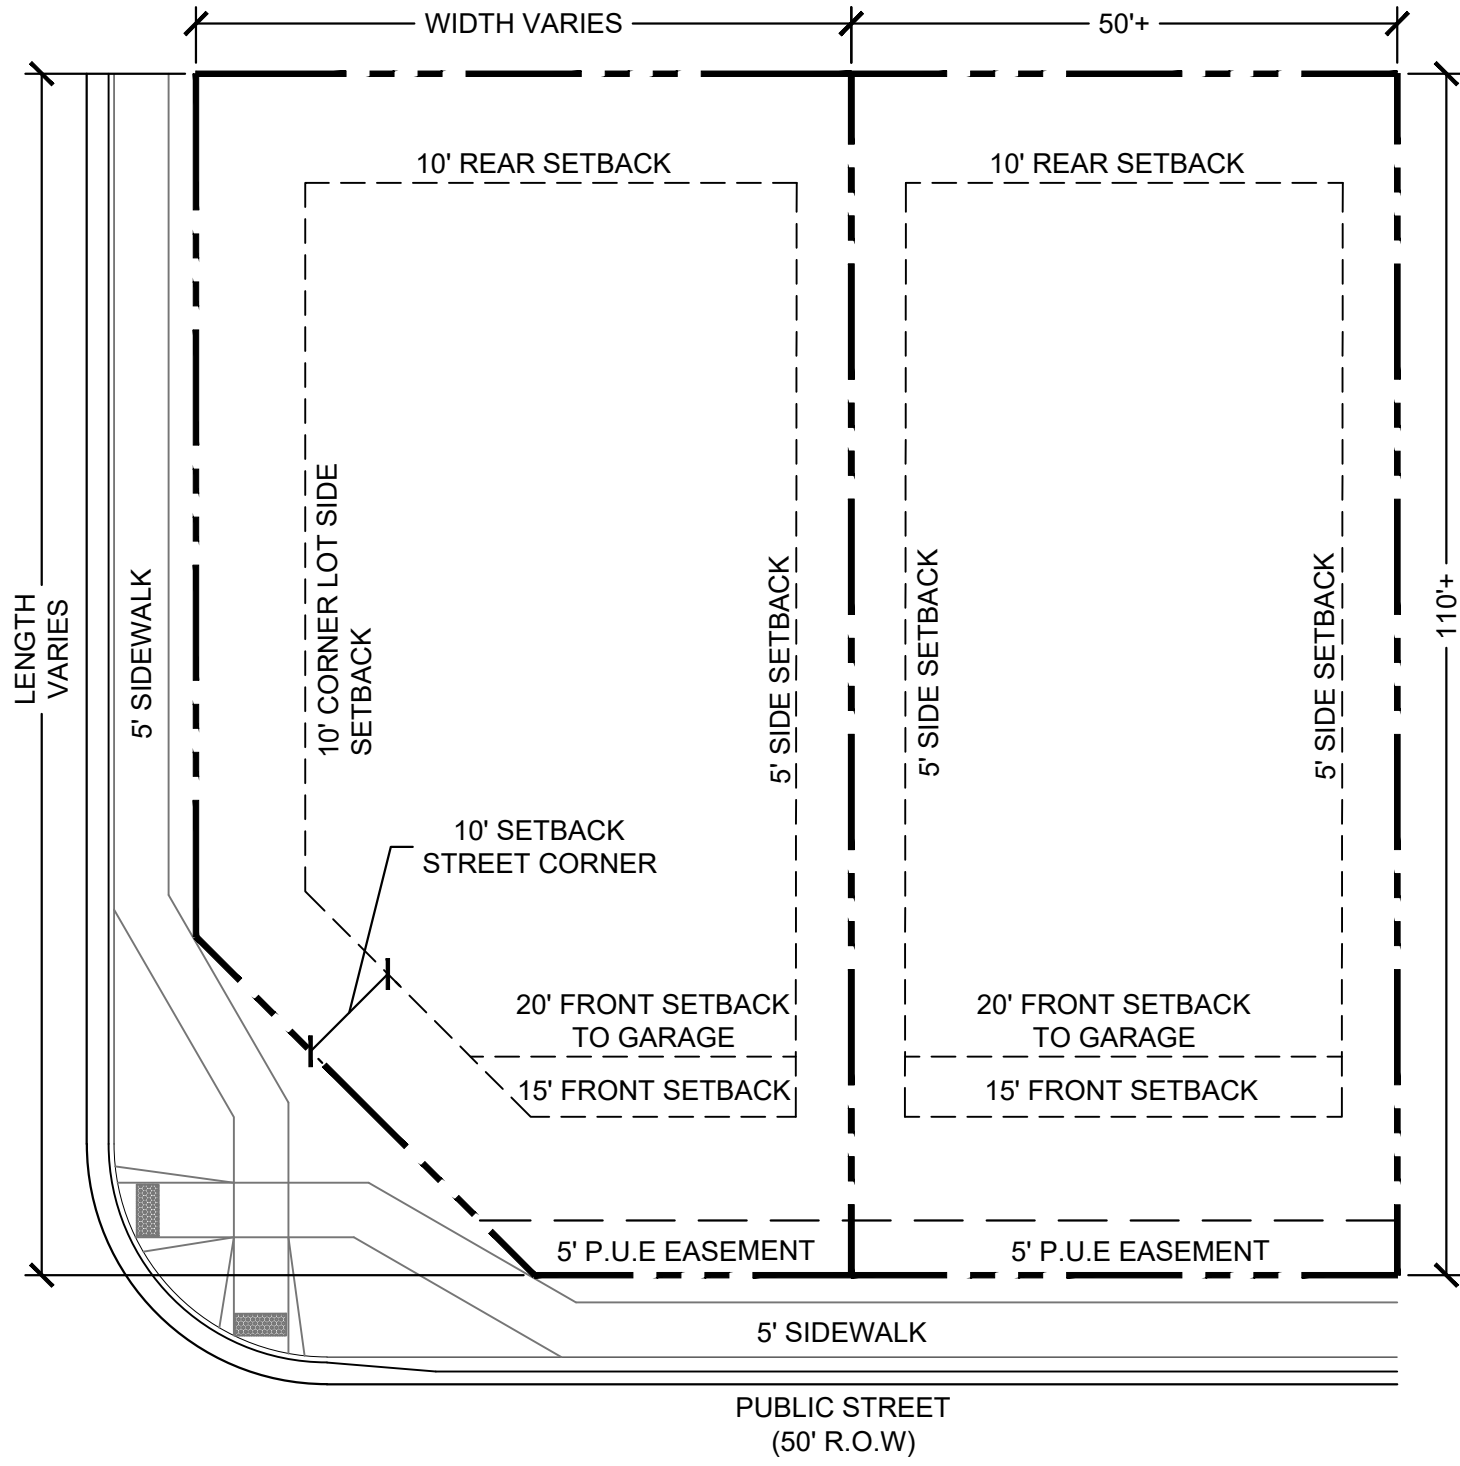 WIDTH VARIES
50'+
10' REAR SETBACK
10' REAR SETBACK
LENGTH
VARIES
5' SIDEWALK
10' CORNER LOT SIDE
SETBACK
5' SIDE SETBACK
5' SIDE SETBACK
5' SIDE SETBACK
110'+
10' SETBACK
STREET CORNER
20' FRONT SETBACK
TO GARAGE
15' FRONT SETBACK
20' FRONT SETBACK
TO GARAGE
15' FRONT SETBACK
5' P.U.E EASEMENT
5' P.U.E EASEMENT
5' SIDEWALK
PUBLIC STREET
(50' R.O.W)